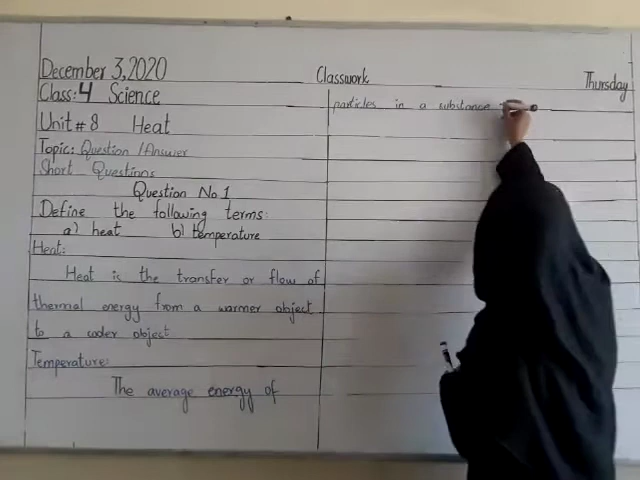 December 3, 2020 Classwork Thursday
Class: 4 Science
Unit # 8 Heat
Topic: Question / Answer
Short Questions
Question No 1
Define the following terms:
a) heat b) temperature
Heat:
Heat is the transfer or flow of
thermal energy from a warmer object
to a cooler object
Temperature:
The average energy of
particles in a substance